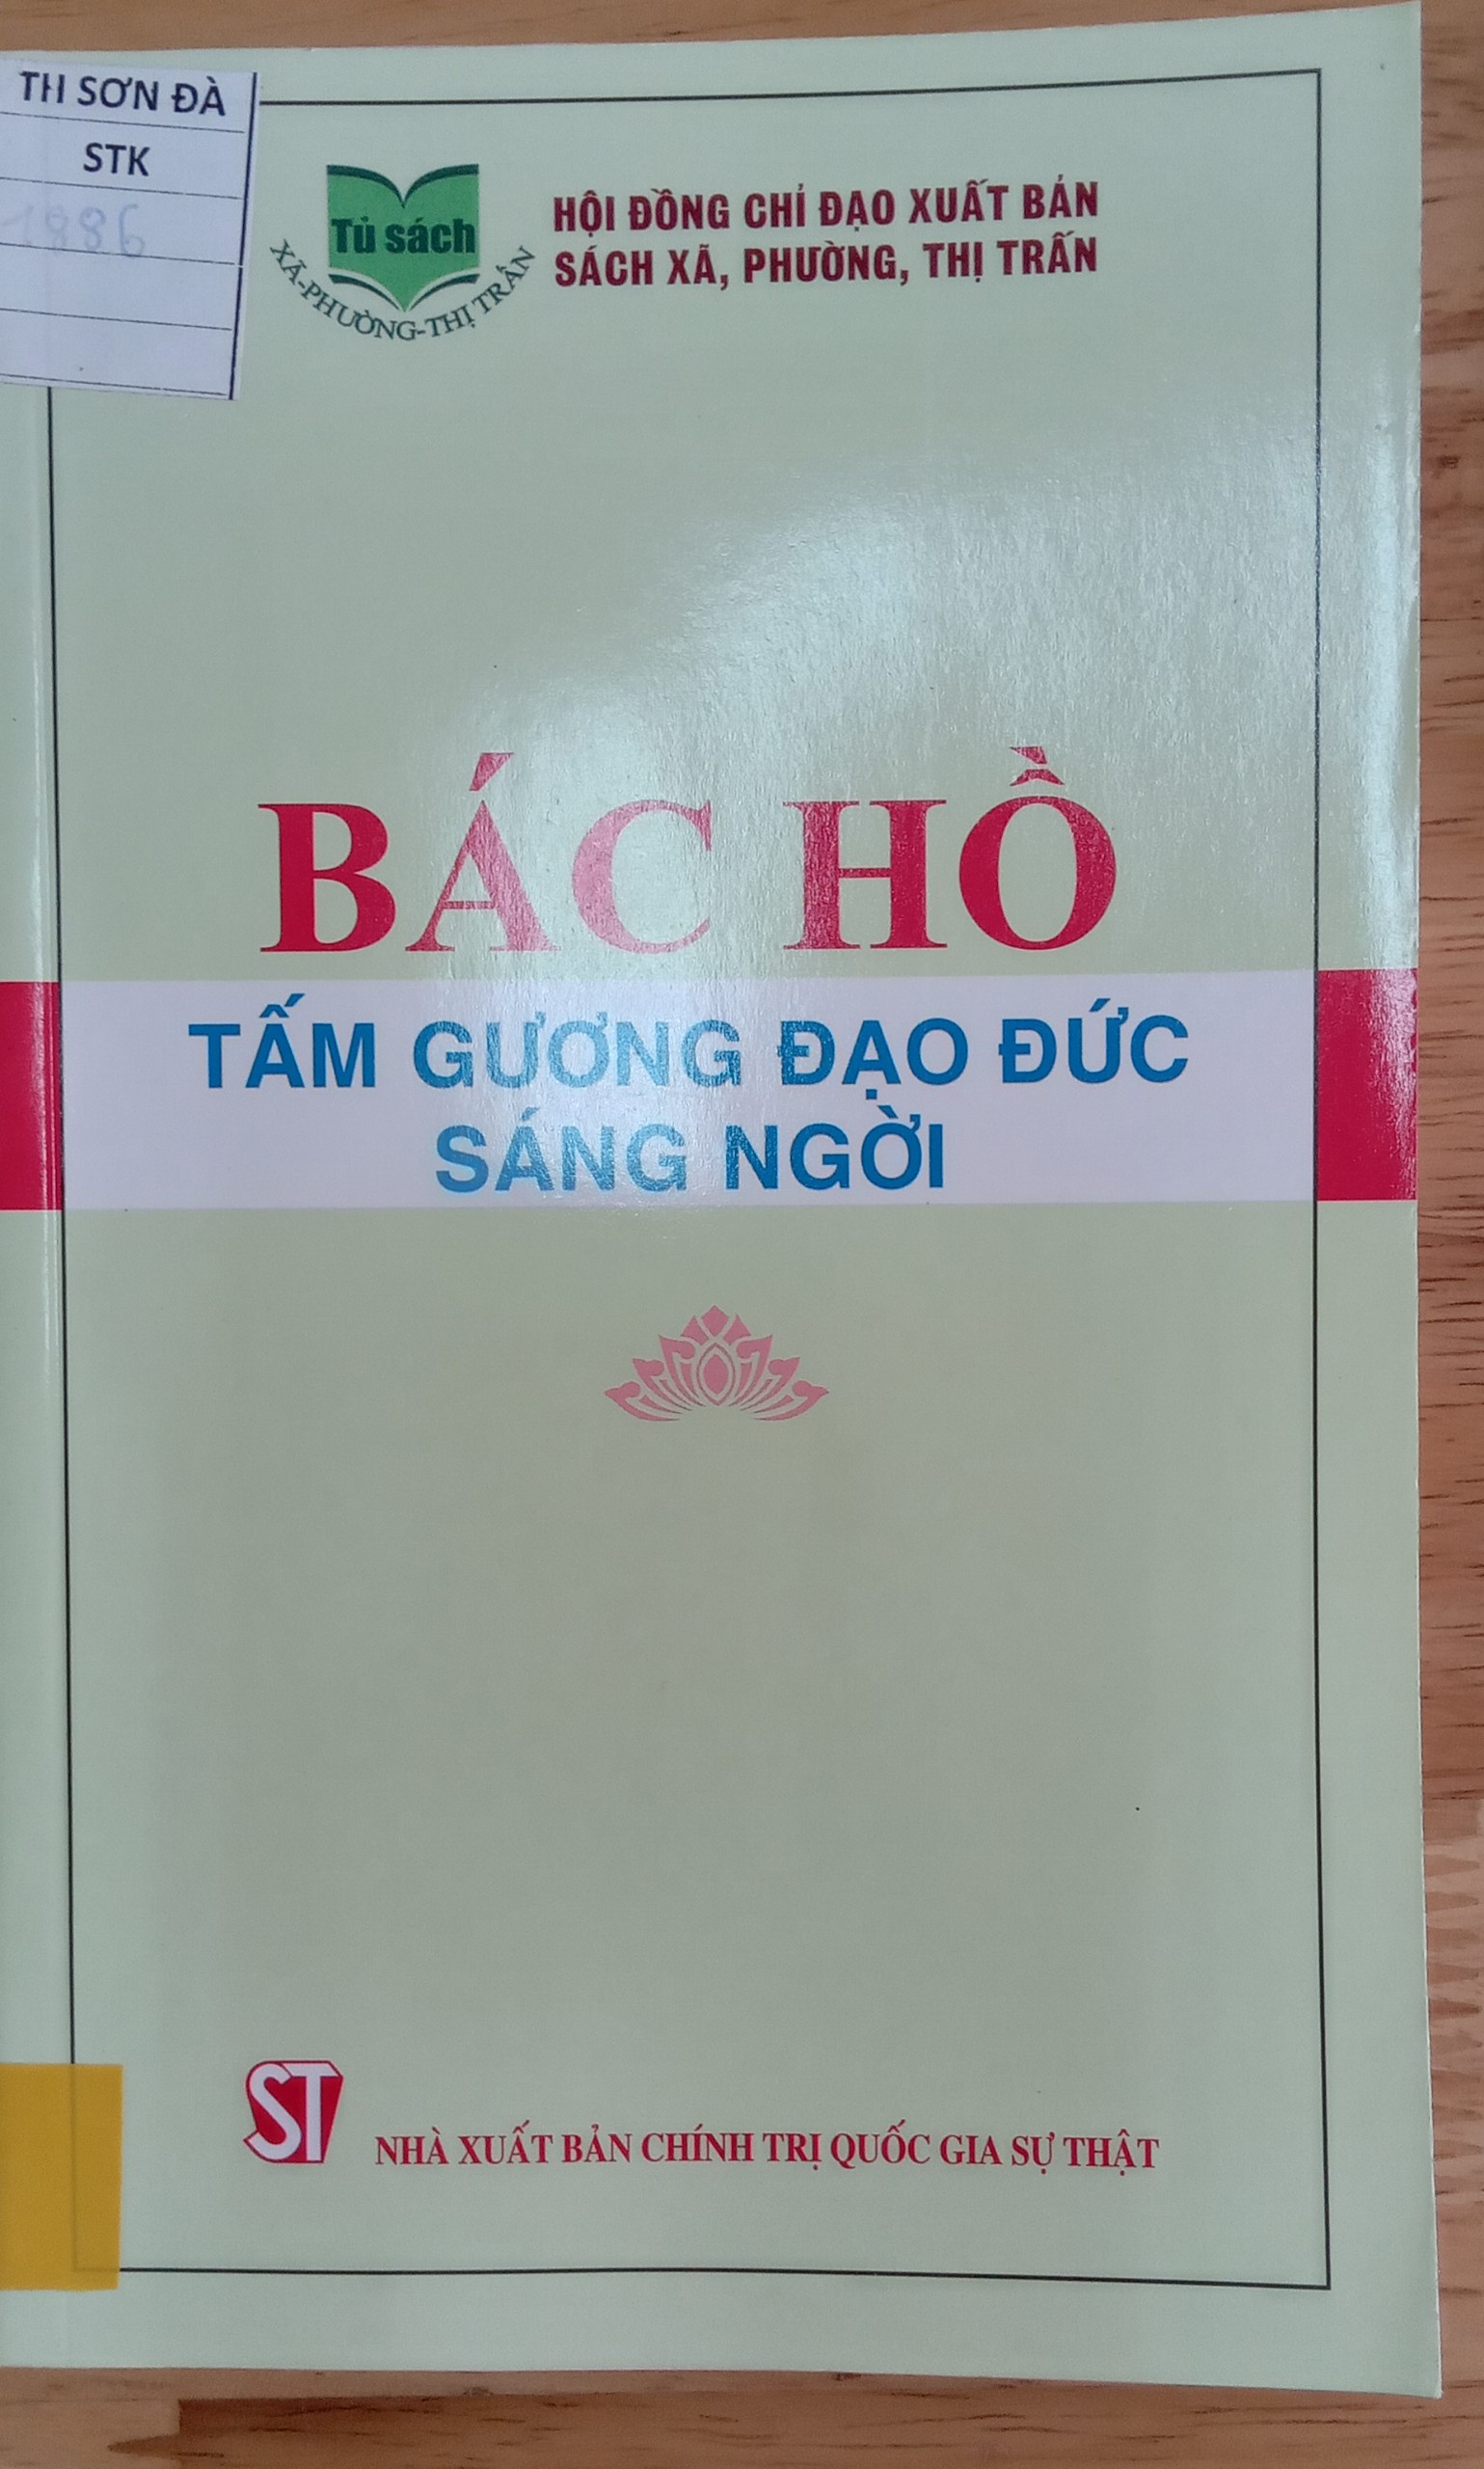 TH SƠN ĐÀ
STK
1886
Tủ sách
XÃ-PHƯỜNG-THỊ TRẤN
HỘI ĐỒNG CHỈ ĐẠO XUẤT BẢN
SÁCH XÃ, PHƯỜNG, THỊ TRẤN
BÁC HỒ
TẤM GƯƠNG ĐẠO ĐỨC
SÁNG NGỜI
ST
NHÀ XUẤT BẢN CHÍNH TRỊ QUỐC GIA SỰ THẬT